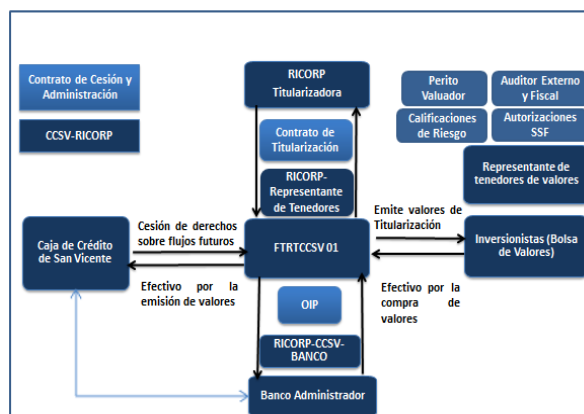 Contrato de Cesión y
Administración
CCSV-RICORP
RICORP
Titularizadora
Contrato de
Titularización
RICORP-
Representante
de Tenedores
Perito
Valuador
Auditor Externo
y Fiscal
Calificaciones
de Riesgo
Autorizaciones
SSF
Representante de
tenedores de valores
Caja de Crédito
de San Vicente
Cesión de derechos
sobre flujos futuros
Efectivo por la
emisión de valores
FTRTCCSV 01
Emite valores de
Titularización
Efectivo por la
compra de
valores
Inversionistas (Bolsa
de Valores)
OIP
RICORP-CCSV-
BANCO
Banco Administrador